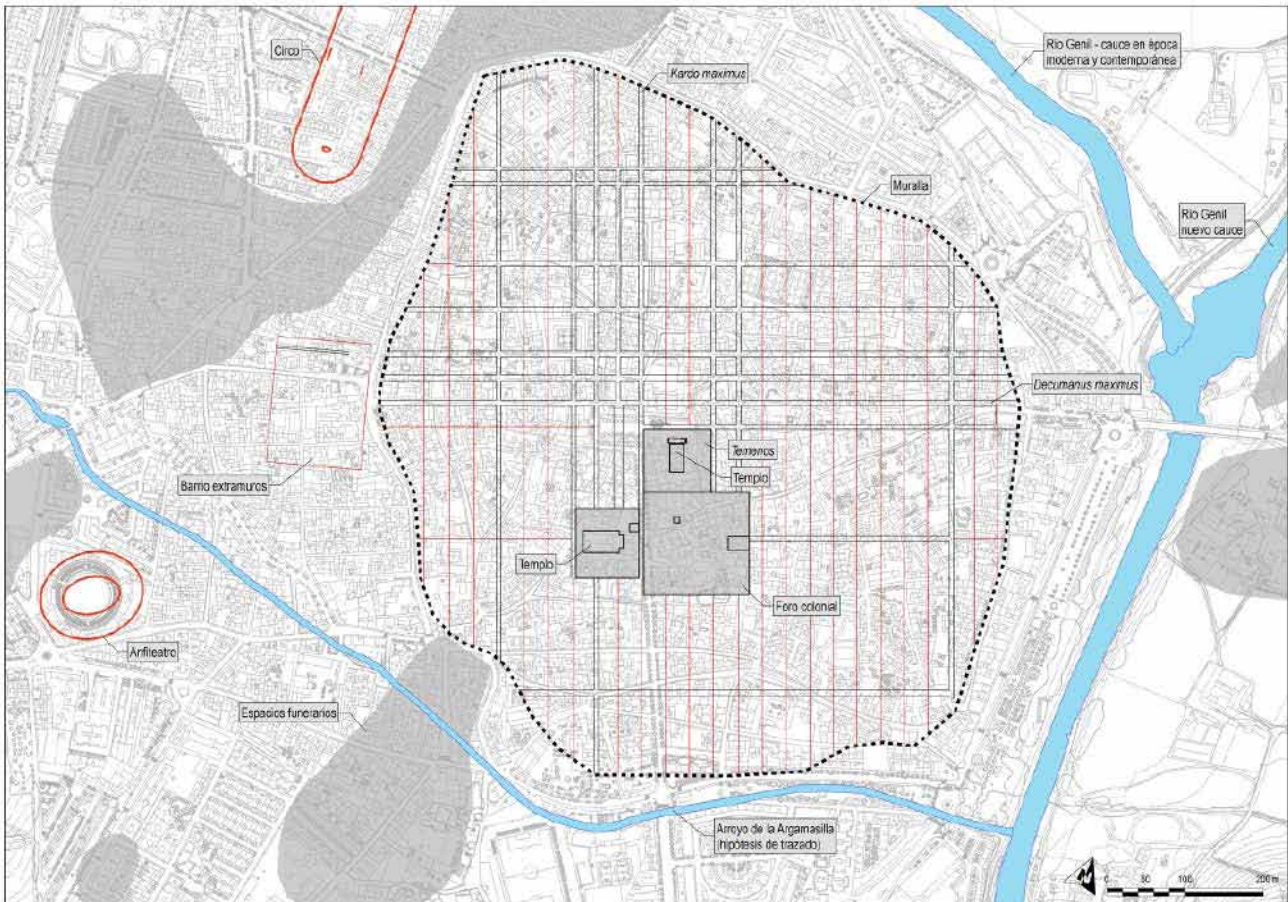 Circo
Kardo maximus
Río Genil - cauce en época
moderna y contemporánea
Muralla
Río Genil
nuevo cauce
Decumanus maximus
Temenos
Templo
Barrio extramuros
Templo
Foro colonial
Anfiteatro
Espacios funerarios
Arroyo de la Argamasilla
(hipótesis de trazado)
0 50 100 200 m